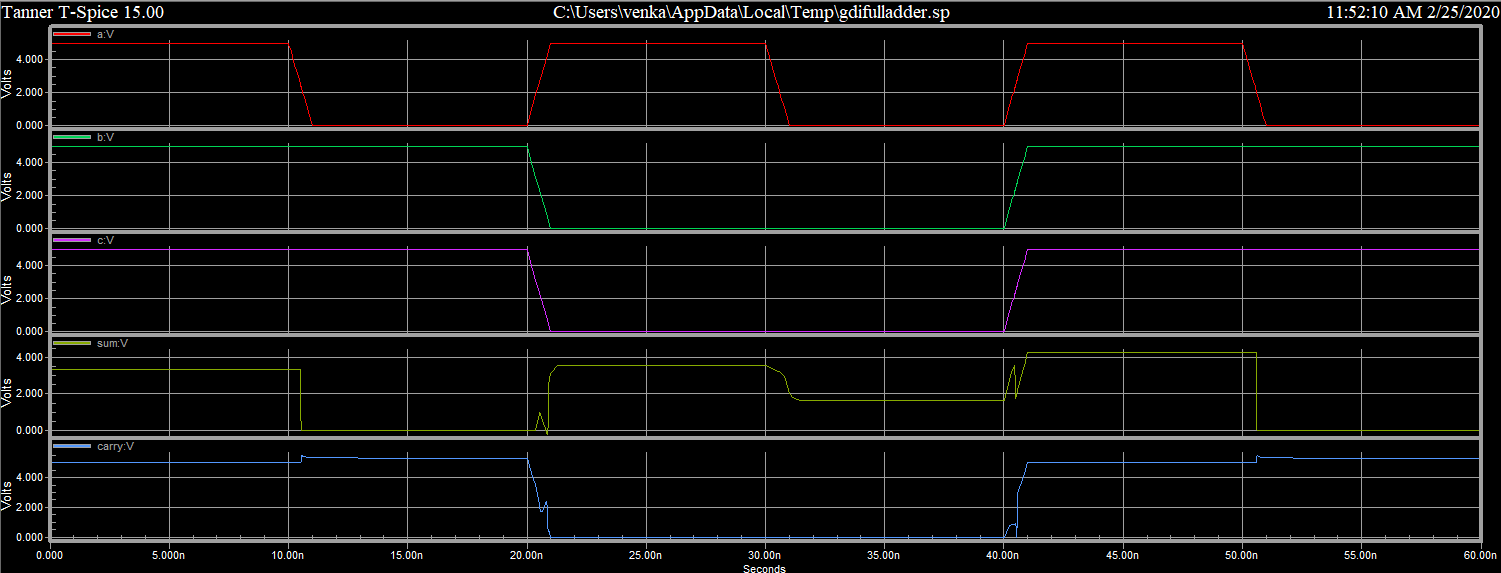 Tanner T-Spice 15.00 C:\Users\venka\AppData\Local\Temp\gdifulladder.sp 11:52:10 AM 2/25/2020
a:V
4.000
2.000
0.000
Volts
b:V
4.000
2.000
0.000
Volts
c:V
4.000
2.000
0.000
Volts
sum:V
4.000
2.000
0.000
Volts
carry:V
4.000
2.000
0.000
Volts
0.000 5.000n 10.00n 15.00n 20.00n 25.00n 30.00n 35.00n 40.00n 45.00n 50.00n 55.00n 60.00n
Seconds